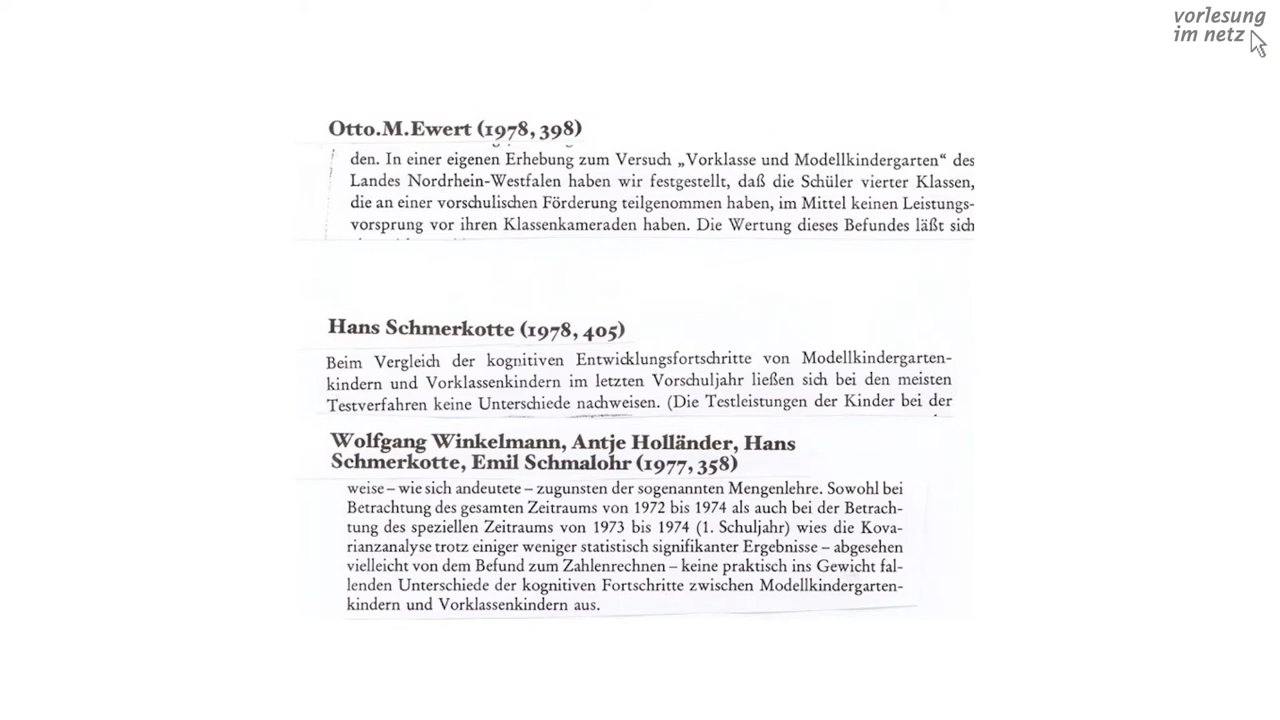 vorlesung
im netz
Otto.M.Ewert (1978, 398)
den. In einer eigenen Erhebung zum Versuch „Vorklasse und Modellkindergarten“ des
Landes Nordrhein-Westfalen haben wir festgestellt, daß die Schüler vierter Klassen,
die an einer vorschulischen Förderung teilgenommen haben, im Mittel keinen Leistungs-
vorsprung vor ihren Klassenkameraden haben. Die Wertung dieses Befundes läßt sich
Hans Schmerkotte (1978, 405)
Beim Vergleich der kognitiven Entwicklungsfortschritte von Modellkindergarten-
kindern und Vorklassenkindern im letzten Vorschuljahr ließen sich bei den meisten
Testverfahren keine Unterschiede nachweisen. (Die Testleistungen der Kinder bei der
Wolfgang Winkelmann, Antje Holländer, Hans
Schmerkotte, Emil Schmalohr (1977, 358)
weise – wie sich andeutete – zugunsten der sogenannten Mengenlehre. Sowohl bei
Betrachtung des gesamten Zeitraums von 1972 bis 1974 als auch bei der Betrach-
tung des speziellen Zeitraums von 1973 bis 1974 (1. Schuljahr) wies die Kova-
rianzanalyse trotz einiger weniger statistisch signifikanter Ergebnisse – abgesehen
vielleicht von dem Befund zum Zahlenrechnen – keine praktisch ins Gewicht fal-
lenden Unterschiede der kognitiven Fortschritte zwischen Modellkindergarten-
kindern und Vorklassenkindern aus.